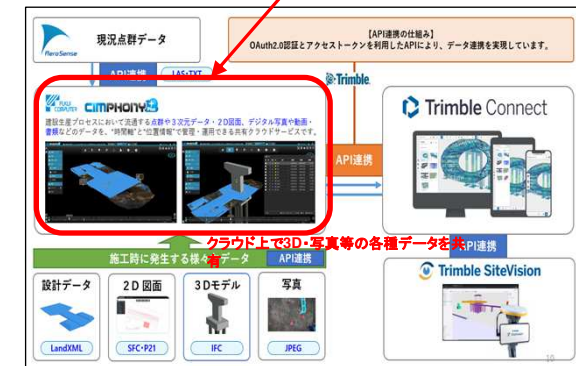 AeroSense
現況点群データ
【API連携の仕組み】
OAuth2.0認証とアクセストークンを利用したAPIにより、データ連携を実現しています。
API連携
LAS・TXT
Trimble
FUKUI COMPUTER
CIMPHONY
建設生産プロセスにおいて流通する点群や3次元データ・2D図面、デジタル写真や動画・
書類などのデータを、“時間軸”と“位置情報”で管理・運用できる共有クラウドサービスです。
Trimble Connect
API連携
クラウド上で3D・写真等の各種データを共
有
施工時に発生する様々 データ
API連携
API連携
設計データ
2D 図面
3Dモデル
写真
LandXML
SFC・P21
IFC
JPEG
Trimble SiteVision
16